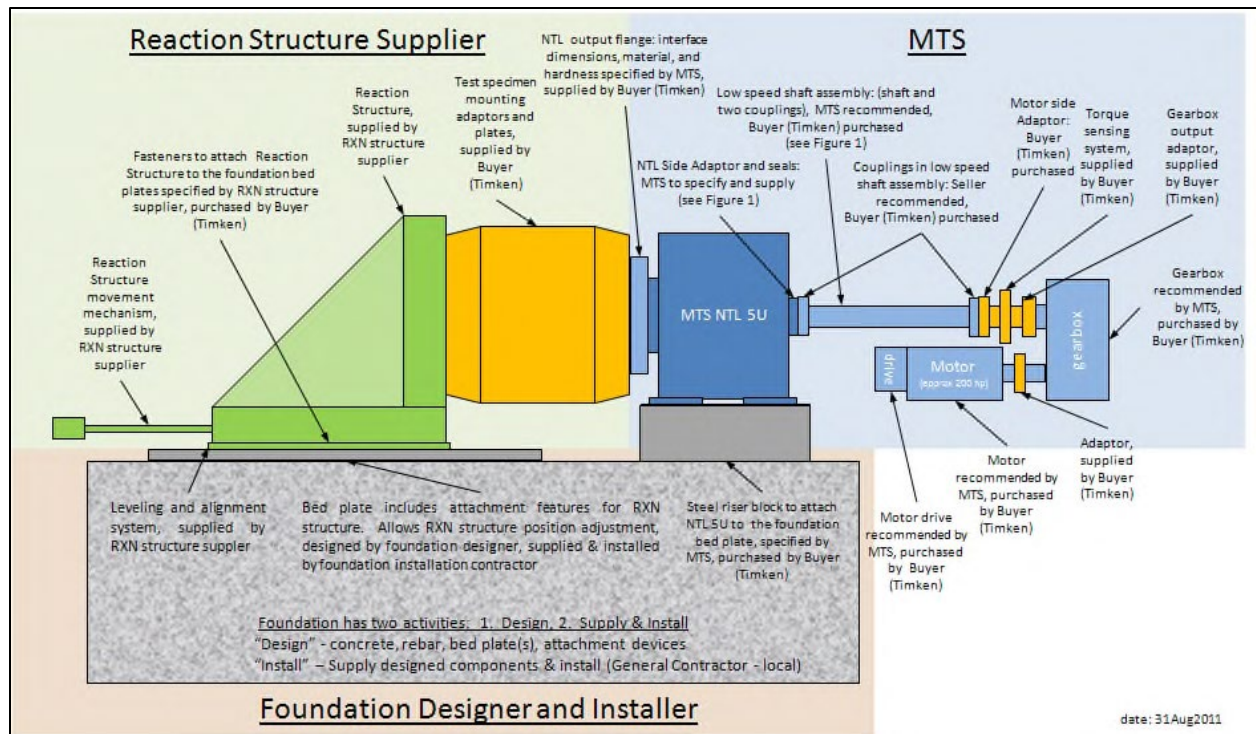 Reaction Structure Supplier
MTS
NTL output flange: interface
dimensions, material, and
hardness specified by MTS,
supplied by Buyer (Timken)
Test specimen
mounting
adaptors and
plates,
supplied by
Buyer
(Timken)
Reaction
Structure,
supplied by
RXN structure
supplier
Fasteners to attach Reaction
Structure to the foundation bed
plates specified by RXN structure
supplier, purchased by Buyer
(Timken)
Reaction
Structure
movement
mechanism,
supplied by
RXN structure
supplier
Low speed shaft assembly: (shaft and
two couplings), MTS recommended,
Buyer (Timken) purchased
(see Figure 1)
NTL Side Adaptor and seals:
MTS to specify and supply
(see Figure 1)
Couplings in low speed
shaft assembly: Seller
recommended,
Buyer (Timken) purchased
Motor side
Adaptor:
Buyer
(Timken)
purchased
Torque
sensing
system,
supplied
by Buyer
(Timken)
Gearbox
output
adaptor,
supplied
by Buyer
(Timken)
Gearbox
recommended
by MTS,
purchased by
Buyer (Timken)
MTS NTL 5U
gearbox
drive
Motor
(approx 200 hp)
Adaptor,
supplied
by Buyer
(Timken)
Motor
recommended by
MTS, purchased
by Buyer
(Timken)
Motor drive
recommended by
MTS, purchased
by Buyer
(Timken)
Leveling and alignment
system, supplied by
RXN structure suppler
Bed plate includes attachment features for RXN
structure. Allows RXN structure position adjustment,
designed by foundation designer, supplied & installed
by foundation installation contractor
Steel riser block to attach
NTL 5U to the foundation
bed plate, specified by
MTS, purchased by Buyer
(Timken)
Foundation has two activities: 1. Design, 2. Supply & Install
“Design” - concrete, rebar, bed plate(s), attachment devices
“Install” – Supply designed components & install (General Contractor - local)
Foundation Designer and Installer
date: 31Aug2011